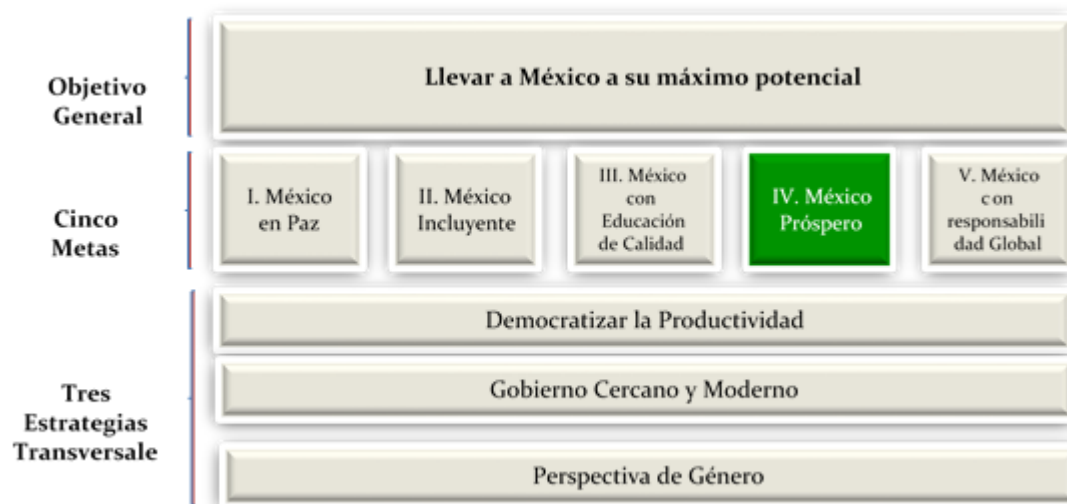 Objetivo
General
Llevar a México a su máximo potencial
Cinco
Metas
I. México
en Paz
II. México
Incluyente
III. México
con
Educación
de Calidad
IV. México
Próspero
V. México
con
responsabili
dad Global
Tres
Estrategias
Transversale
Democratizar la Productividad
Gobierno Cercano y Moderno
Perspectiva de Género